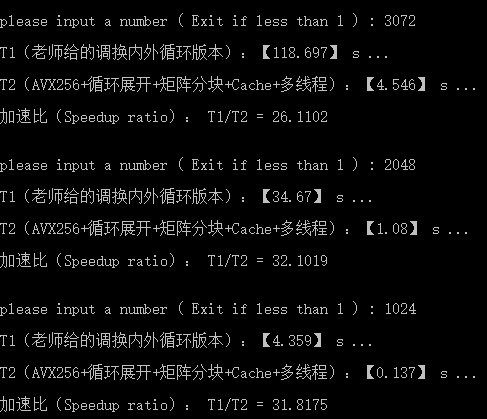 please input a number ( Exit if less than 1 ) : 3072
T1（老师给的调换内外循环版本）：【118.697】 s ...
T2（AVX256+循环展开+矩阵分块+Cache+多线程）：【4.546】 s ...
加速比（Speedup ratio）： T1/T2 = 26.1102
please input a number ( Exit if less than 1 ) : 2048
T1（老师给的调换内外循环版本）：【34.67】 s ...
T2（AVX256+循环展开+矩阵分块+Cache+多线程）：【1.08】 s ...
加速比（Speedup ratio）： T1/T2 = 32.1019
please input a number ( Exit if less than 1 ) : 1024
T1（老师给的调换内外循环版本）：【4.359】 s ...
T2（AVX256+循环展开+矩阵分块+Cache+多线程）：【0.137】 s ...
加速比（Speedup ratio）： T1/T2 = 31.8175